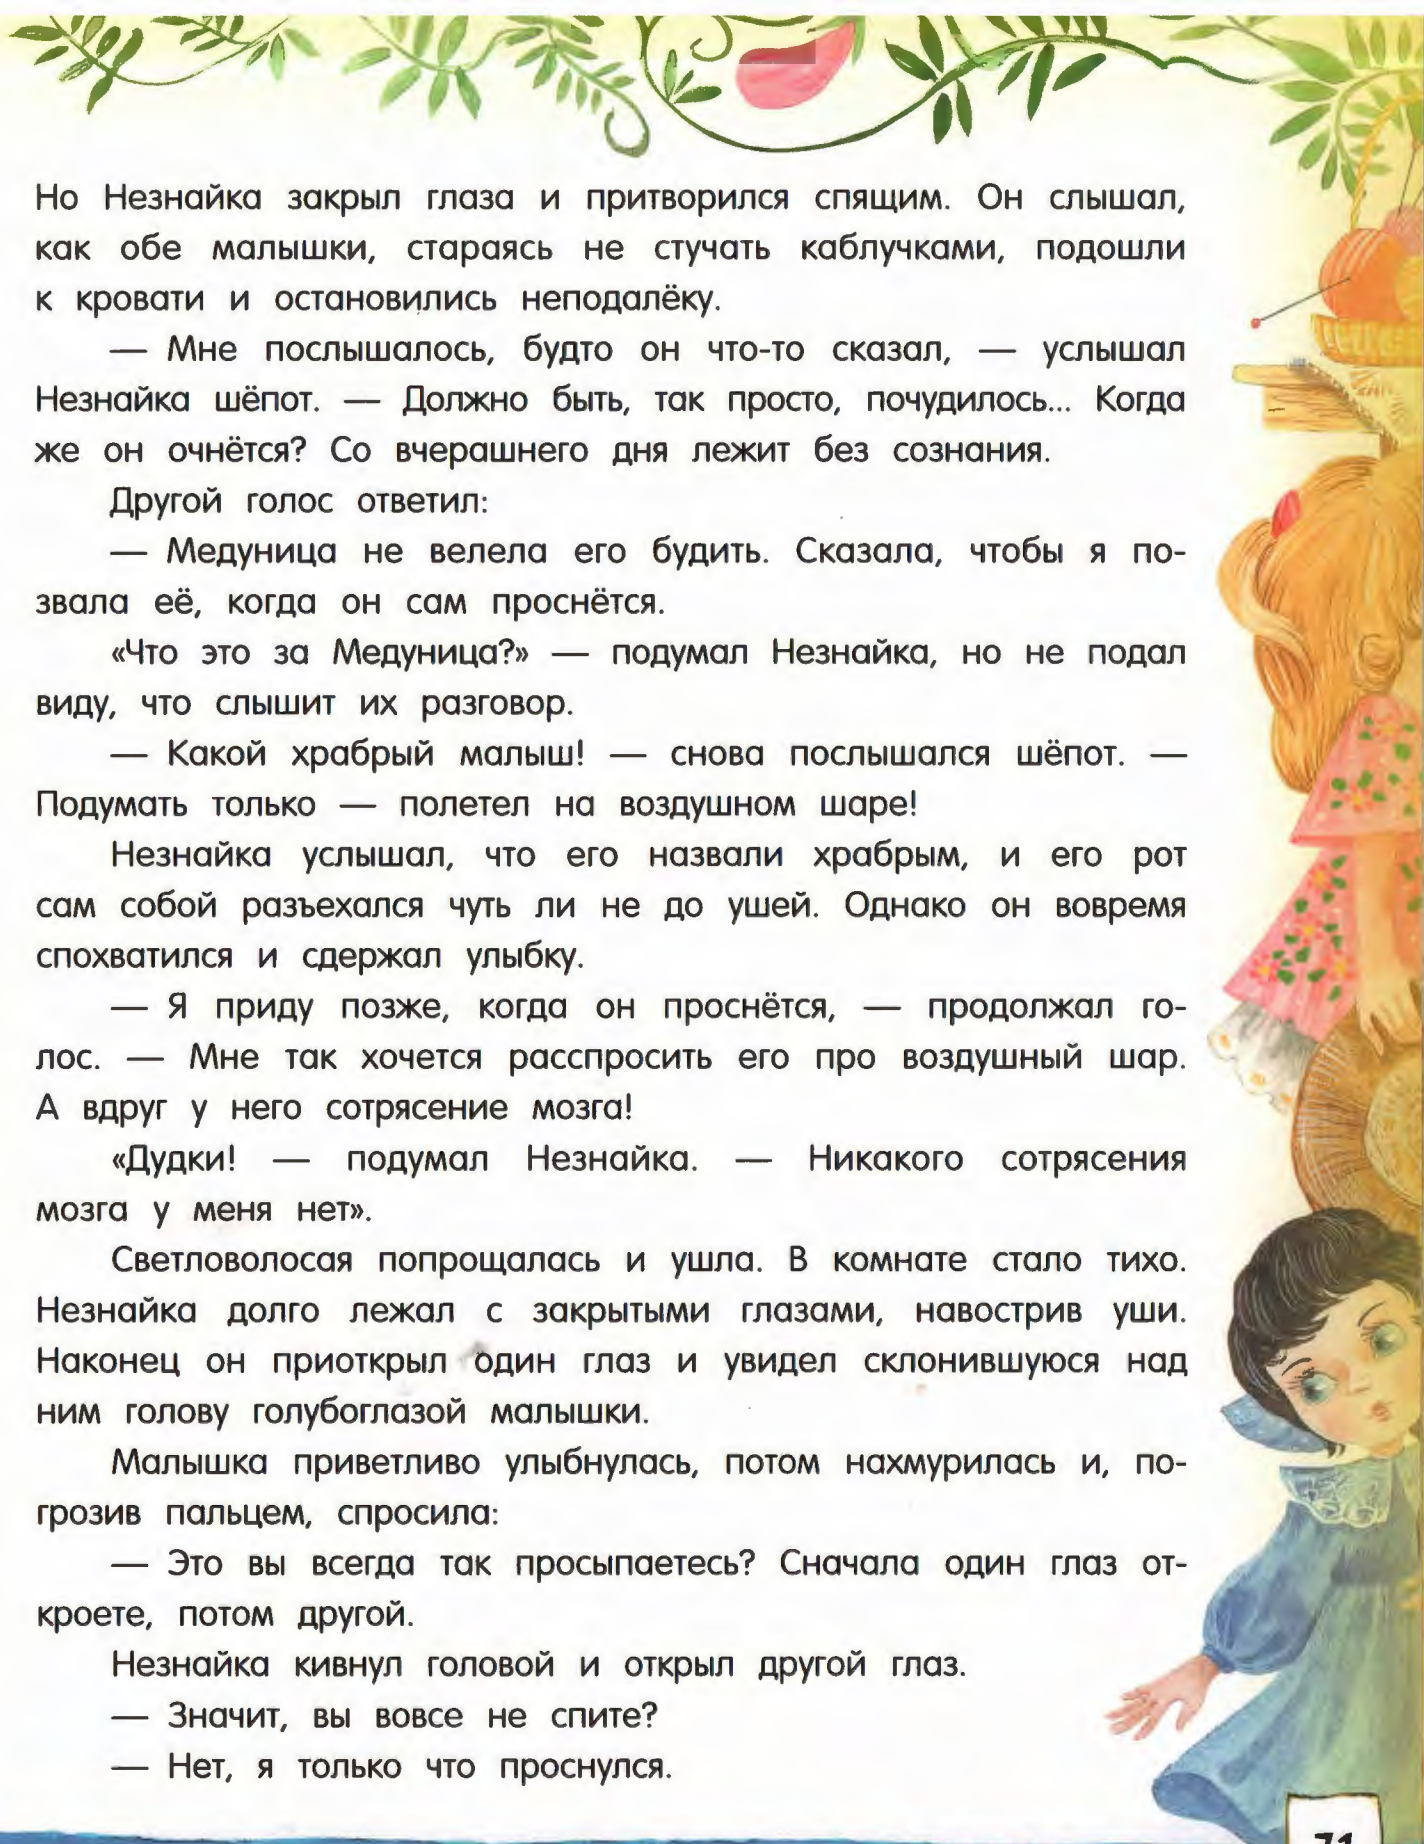 Но Незнайка закрыл глаза и притворился спящим. Он слышал,
как обе малышки, стараясь не стучать каблучками, подошли
к кровати и остановились неподалёку.
— Мне послышалось, будто он что-то сказал, — услышал
Незнайка шёпот. — Должно быть, так просто, почудилось... Когда
же он очнётся? Со вчерашнего дня лежит без сознания.
Другой голос ответил:
— Медуница не велела его будить. Сказала, чтобы я по-
звала её, когда он сам проснётся.
«Что это за Медуница?» — подумал Незнайка, но не подал
виду, что слышит их разговор.
— Какой храбрый малыш! — снова послышался шёпот. —
Подумать только — полетел на воздушном шаре!
Незнайка услышал, что его назвали храбрым, и его рот
сам собой разъехался чуть ли не до ушей. Однако он вовремя
спохватился и сдержал улыбку.
— Я приду позже, когда он проснётся, — продолжал го-
лос. — Мне так хочется расспросить его про воздушный шар.
А вдруг у него сотрясение мозга!
«Дудки! — подумал Незнайка. — Никакого сотрясения
мозга у меня нет».
Светловолосая попрощалась и ушла. В комнате стало тихо.
Незнайка долго лежал с закрытыми глазами, навострив уши.
Наконец он приоткрыл один глаз и увидел склонившуюся над
ним голову голубоглазой малышки.
Малышка приветливо улыбнулась, потом нахмурилась и, по-
грозив пальцем, спросила:
— Это вы всегда так просыпаетесь? Сначала один глаз от-
кроете, потом другой.
Незнайка кивнул головой и открыл другой глаз.
— Значит, вы вовсе не спите?
— Нет, я только что проснулся.
71